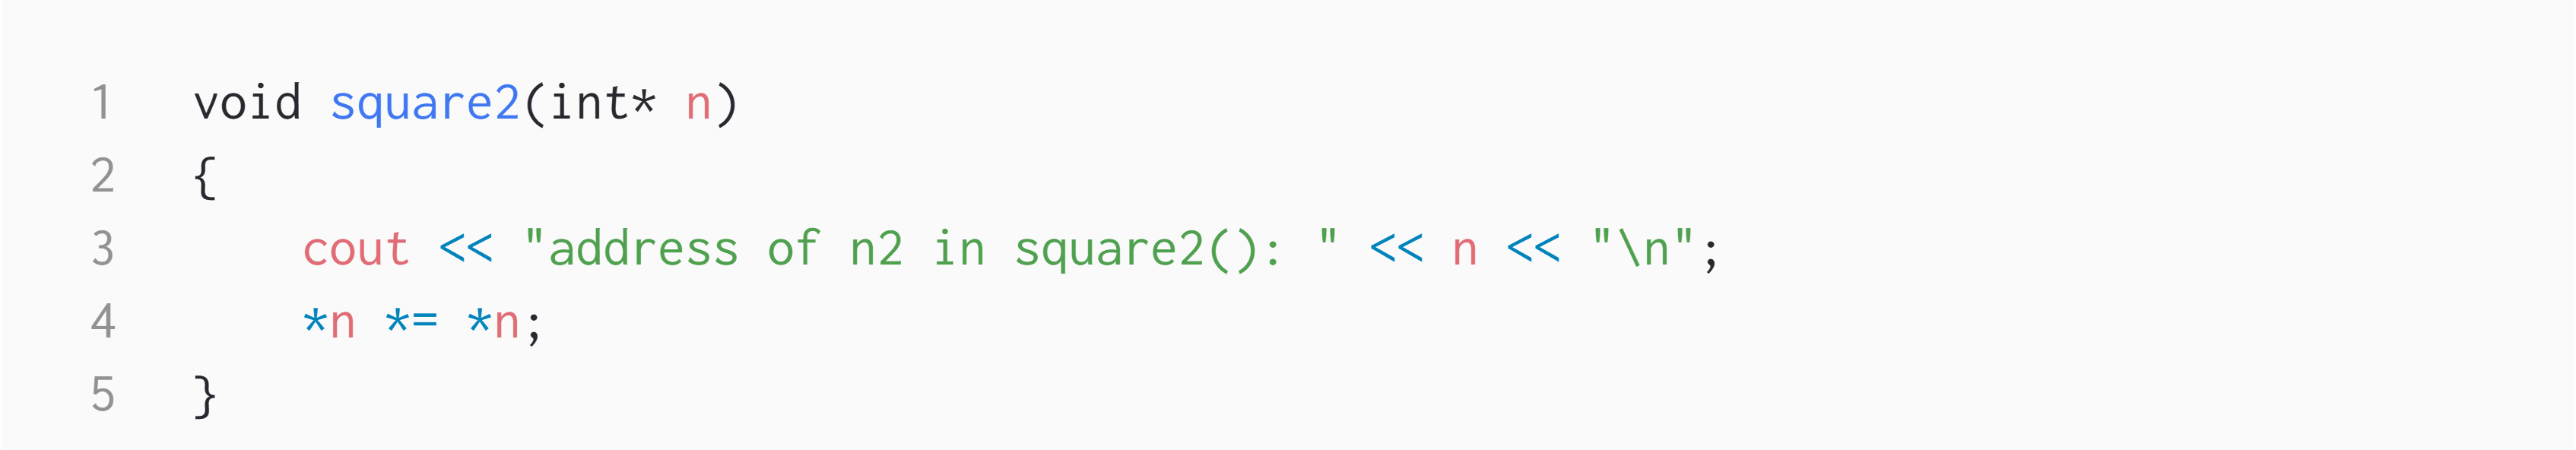 1 void square2(int* n)
2 {
3     cout << "address of n2 in square2(): " << n << "\n";
4     *n *= *n;
5 }